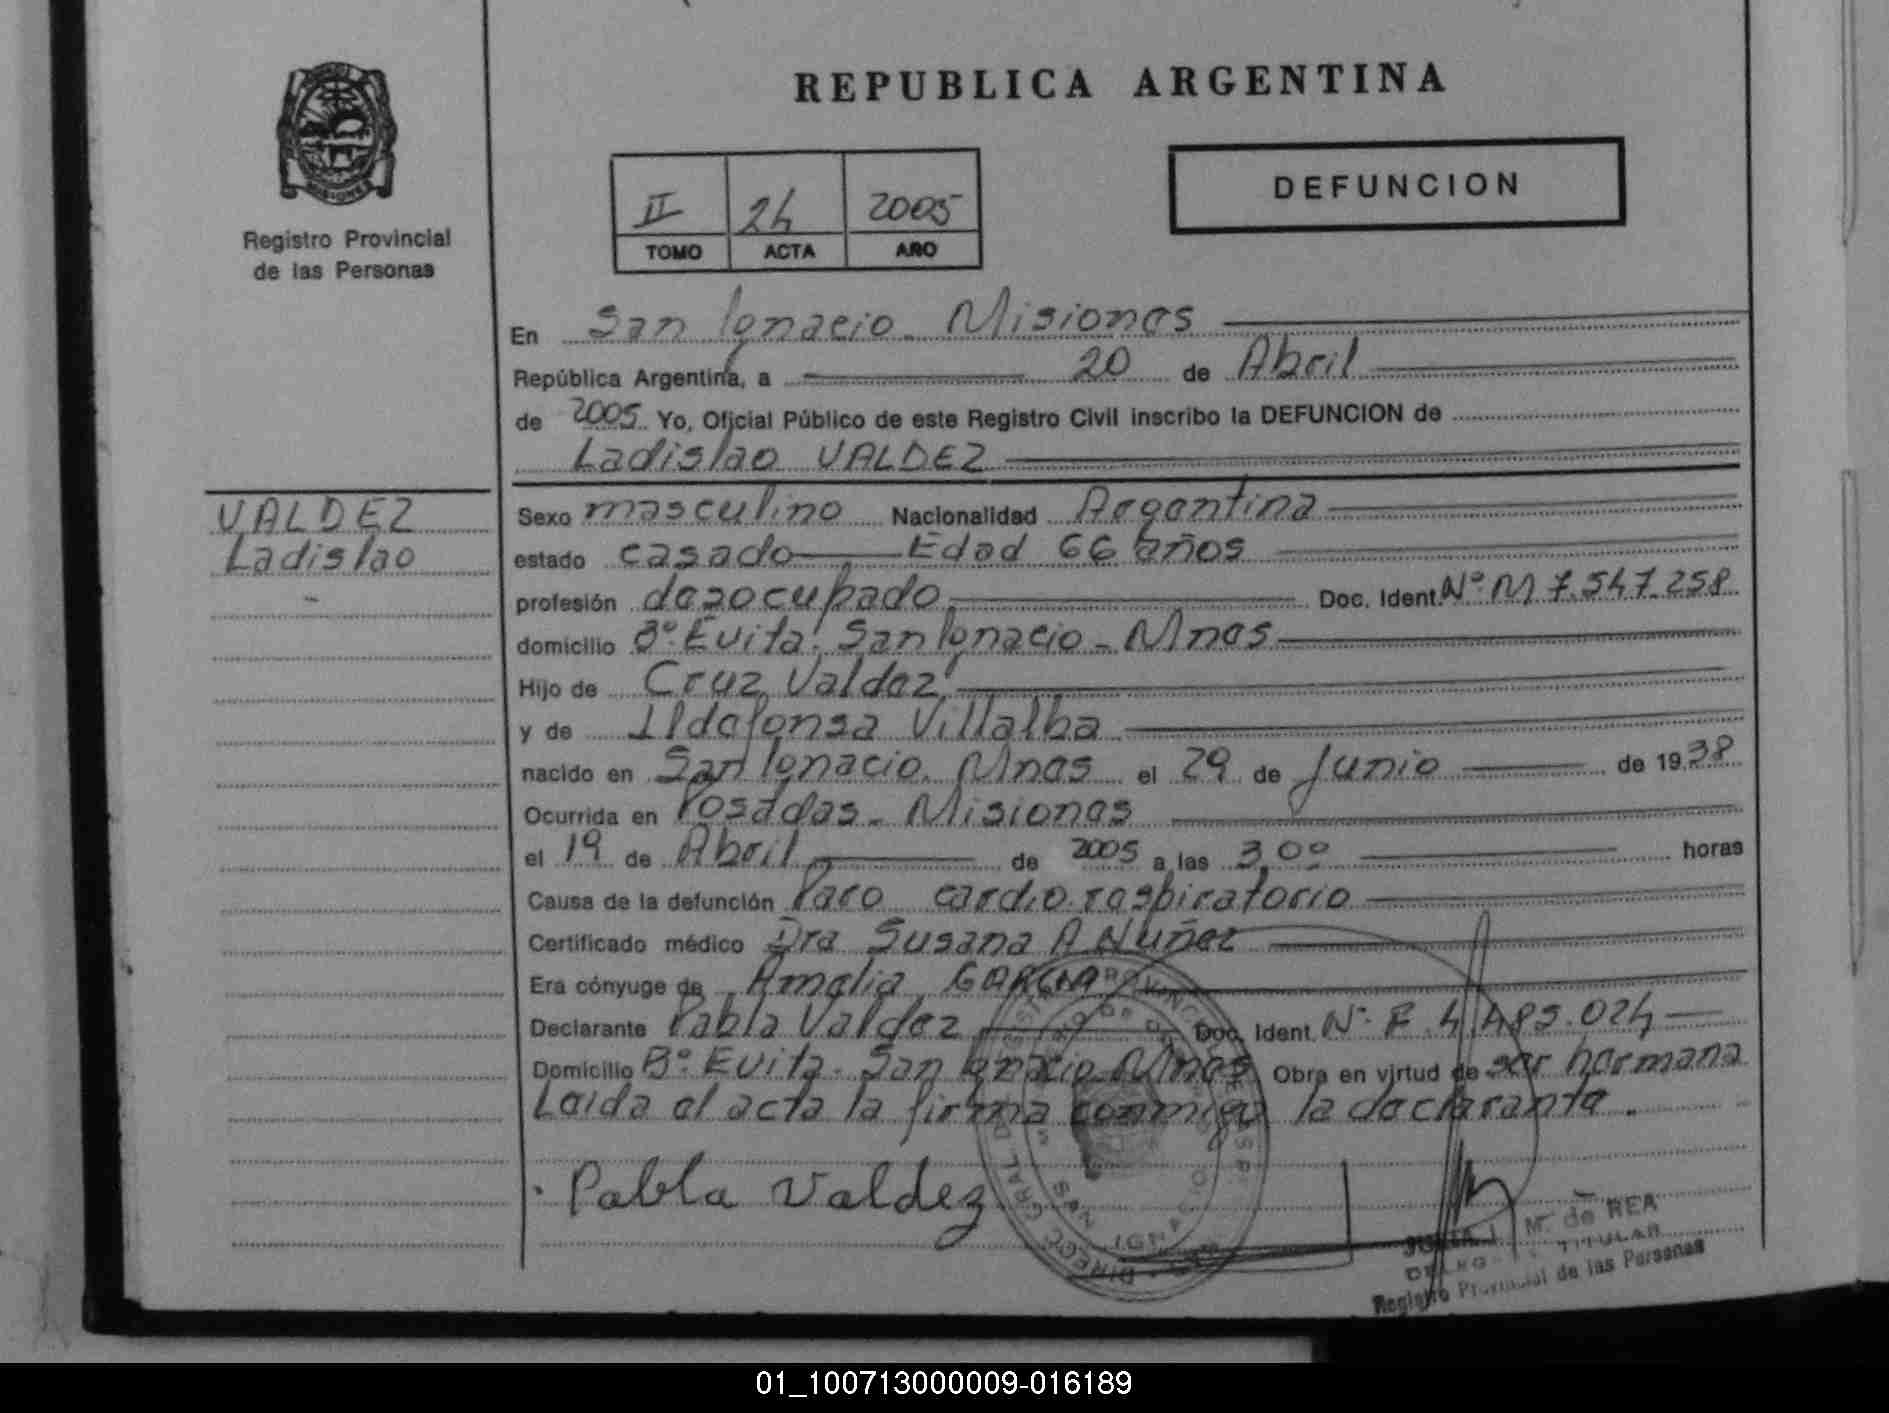 REPUBLICA ARGENTINA
MISIONES
Registro Provincial
de las Personas
II 24 2005
TOMO ACTA AÑO
DEFUNCION
En San Ignacio - Misiones
República Argentina, a 20 de Abril
de 2005 Yo, Oficial Público de este Registro Civil inscribo la DEFUNCION de
Ladislao VALDEZ
VALDEZ
Ladislao
Sexo masculino Nacionalidad Argentina
estado casado Edad 66 años
profesión desocupado Doc. Ident. Nº M 7.547.258
domicilio Bº Evita. San Ignacio - Mnes
Hijo de Cruz Valdez
y de Ildefonsa Villalba
nacido en San Ignacio. Mnes el 29 de Junio de 1938
Ocurrida en Posadas - Misiones
el 19 de Abril de 2005 a las 3,00 horas
Causa de la defunción Paro cardio respiratorio
Certificado médico Dra Susana A Nuñez
Era cónyuge de Amalia GARCIA
Declarante Pabla Valdez Doc. Ident. Nº F. 4.485.024
Domicilio Bº Evita. San Ignacio Mnes Obra en virtud de ser hermana
Leida el acta la firma conmigo la declarante.
Pabla Valdez
Mª de REA
TITULAR
Registro Provincial de las Personas
01_100713000009-016189